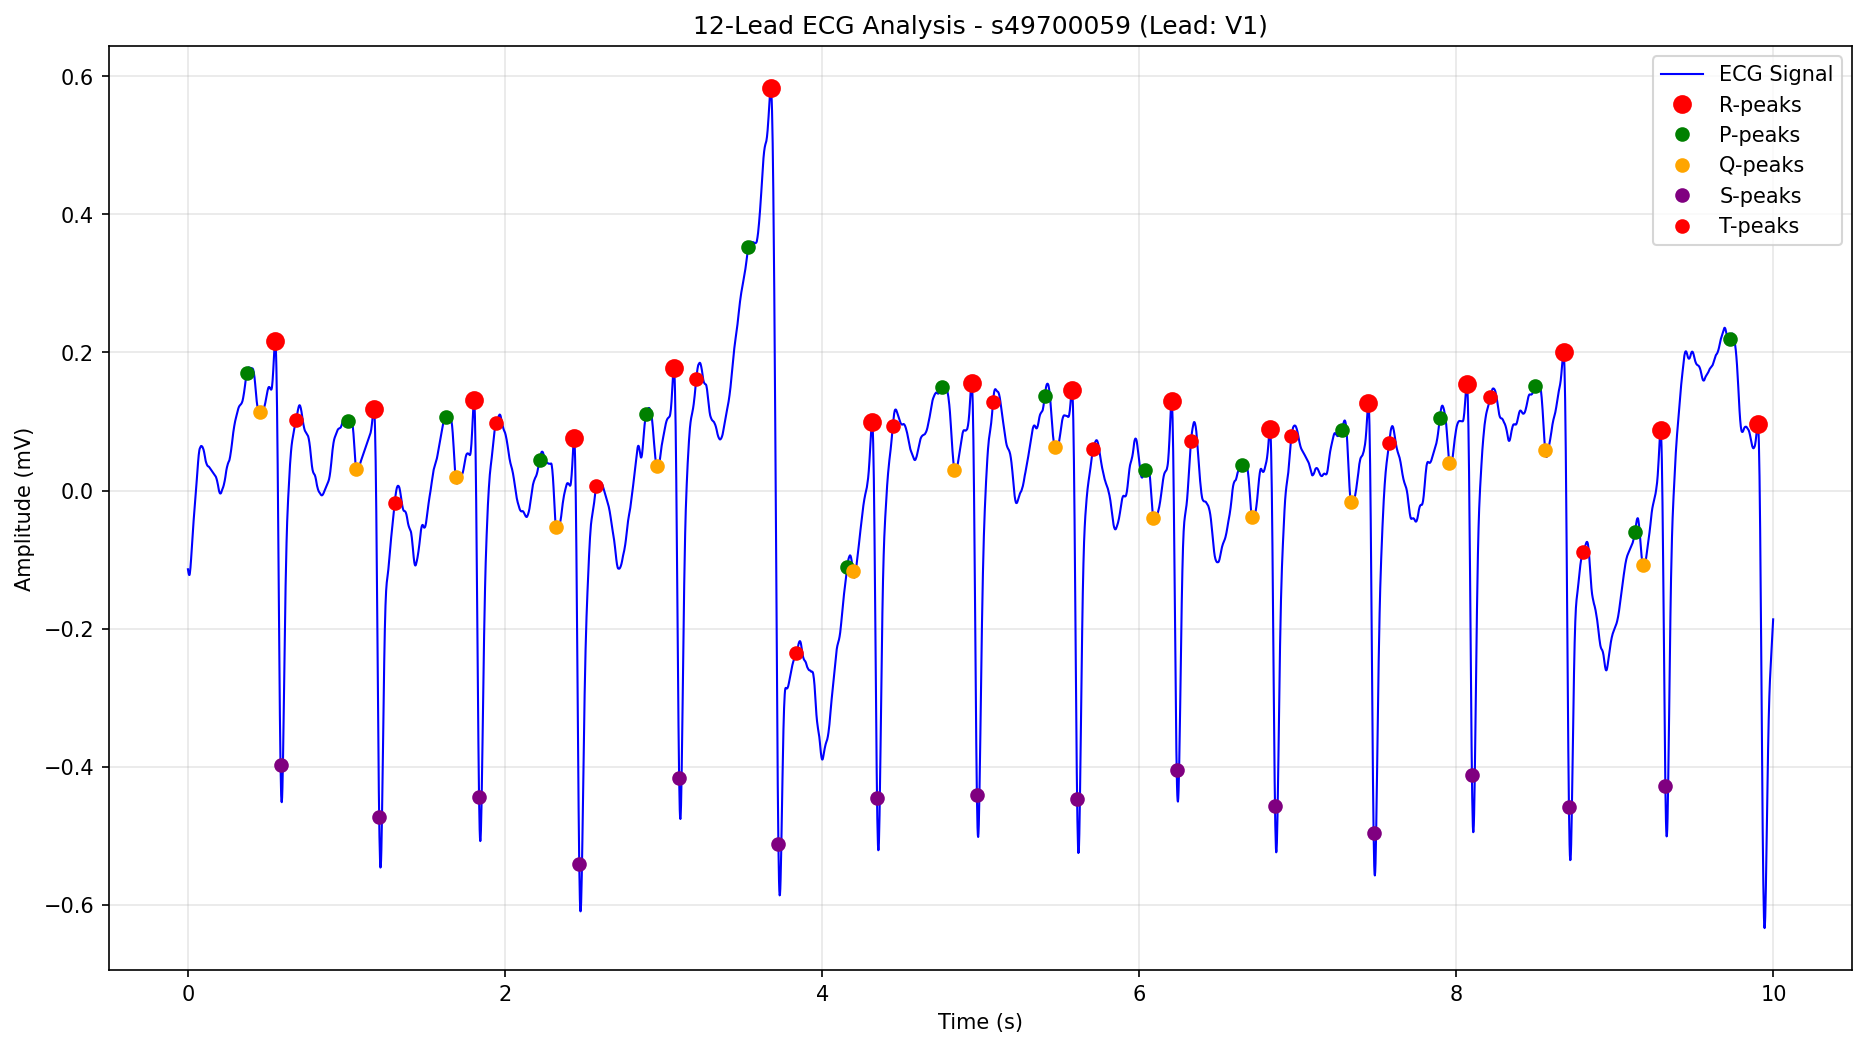 12-Lead ECG Analysis - s49700059 (Lead: V1)
ECG Signal
R-peaks
P-peaks
Q-peaks
S-peaks
T-peaks
Amplitude (mV)
0.6
0.4
0.2
0.0
−0.2
−0.4
−0.6
0 2 4 6 8 10
Time (s)